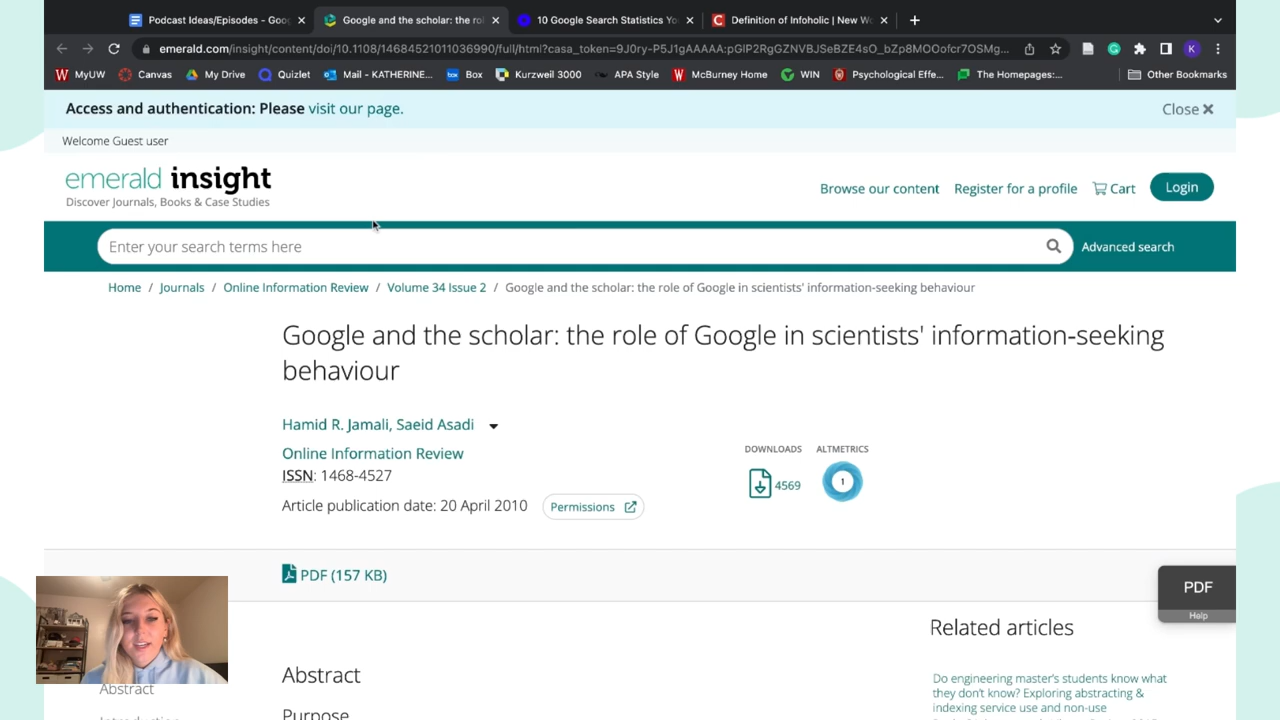 Podcast Ideas/Episodes - Goog
Google and the scholar: the rol
10 Google Search Statistics Yo
Definition of Infoholic | New W
emerald.com/insight/content/doi/10.1108/14684521011036990/full/html?casa_token=9J0ry-P5J1gAAAAA:pGlP2RgGZNVBJSeBZE4sO_bZp8MOOofcr7OSMg...
K
MyUW
Canvas
My Drive
Quizlet
Mail - KATHERINE...
Box
Kurzweil 3000
APA Style
McBurney Home
WIN
Psychological Effe...
The Homepages:...
Other Bookmarks
Access and authentication: Please visit our page.
Close ×
Welcome Guest user
emerald insight
Discover Journals, Books & Case Studies
Browse our content
Register for a profile
Cart
Login
Enter your search terms here
Advanced search
Home / Journals / Online Information Review / Volume 34 Issue 2 / Google and the scholar: the role of Google in scientists' information-seeking behaviour
Google and the scholar: the role of Google in scientists' information-seeking
behaviour
Hamid R. Jamali, Saeid Asadi
Online Information Review
ISSN: 1468-4527
Article publication date: 20 April 2010
Permissions
DOWNLOADS
4569
ALTMETRICS
1
PDF (157 KB)
PDF
Help
Abstract
Abstract
Purpose
Introduction
Related articles
Do engineering master's students know what
they don't know? Exploring abstracting &
indexing service use and non-use